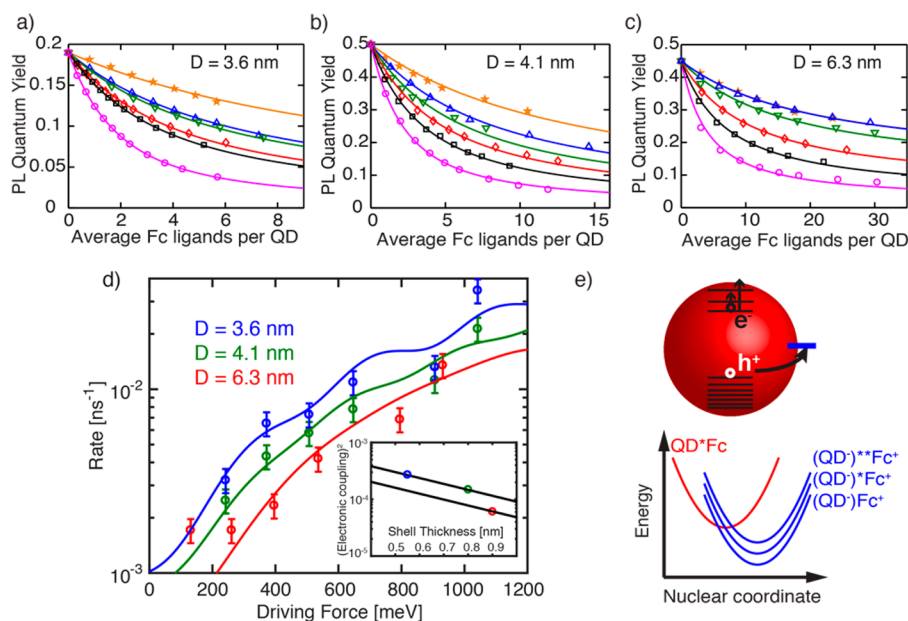 a)
D = 3.6 nm
PL Quantum Yield
0.2
0.15
0.1
0.05
0
0 2 4 6 8
Average Fc ligands per QD
b)
D = 4.1 nm
PL Quantum Yield
0.5
0.4
0.3
0.2
0.1
0
0 5 10 15
Average Fc ligands per QD
c)
D = 6.3 nm
PL Quantum Yield
0.5
0.4
0.3
0.2
0.1
0
0 10 20 30
Average Fc ligands per QD
d)
D = 3.6 nm
D = 4.1 nm
D = 6.3 nm
Rate [ns⁻¹]
10⁻²
10⁻³
0 200 400 600 800 1000 1200
Driving Force [meV]
(Electronic coupling)²
10⁻³
10⁻⁴
10⁻⁵
0.5 0.6 0.7 0.8 0.9
Shell Thickness [nm]
e)
e⁻
h⁺
QD*Fc
(QD⁻)**Fc⁺
(QD⁻)*Fc⁺
(QD⁻)Fc⁺
Energy
Nuclear coordinate